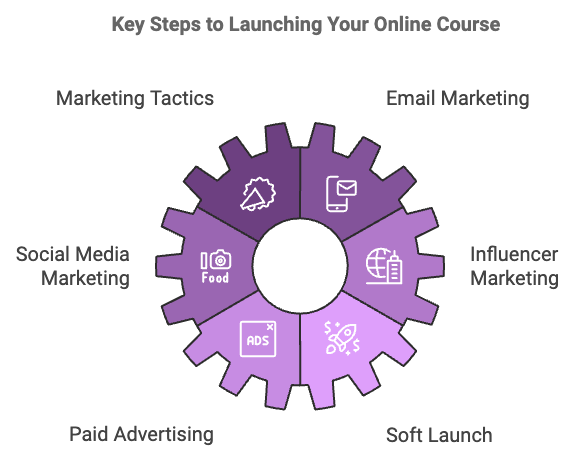 Key Steps to Launching Your Online Course
Marketing Tactics
Email Marketing
Social Media
Marketing
Food
Influencer
Marketing
ADS
Paid Advertising
Soft Launch